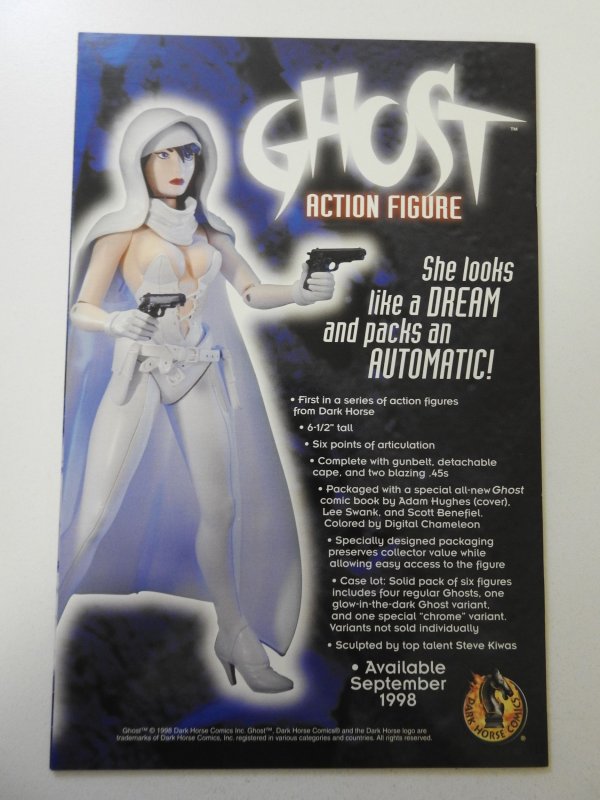 GHOST™
ACTION FIGURE
She looks
like a DREAM
and packs an
AUTOMATIC!
• First in a series of action figures
from Dark Horse
• 6-1/2" tall
• Six points of articulation
• Complete with gunbelt, detachable
cape, and two blazing .45s
• Packaged with a special all-new Ghost
comic book by Adam Hughes (cover),
Lee Swank, and Scott Benefiel.
Colored by Digital Chameleon
• Specially designed packaging
preserves collector value while
allowing easy access to the figure
• Case lot: Solid pack of six figures
includes four regular Ghosts, one
glow-in-the-dark Ghost variant,
and one special "chrome" variant.
Variants not sold individually
• Sculpted by top talent Steve Kiwas
• Available
September
1998
DARK HORSE COMICS®
Ghost™ © 1998 Dark Horse Comics Inc. Ghost™, Dark Horse Comics® and the Dark Horse logo are
trademarks of Dark Horse Comics, Inc. registered in various categories and countries. All rights reserved.